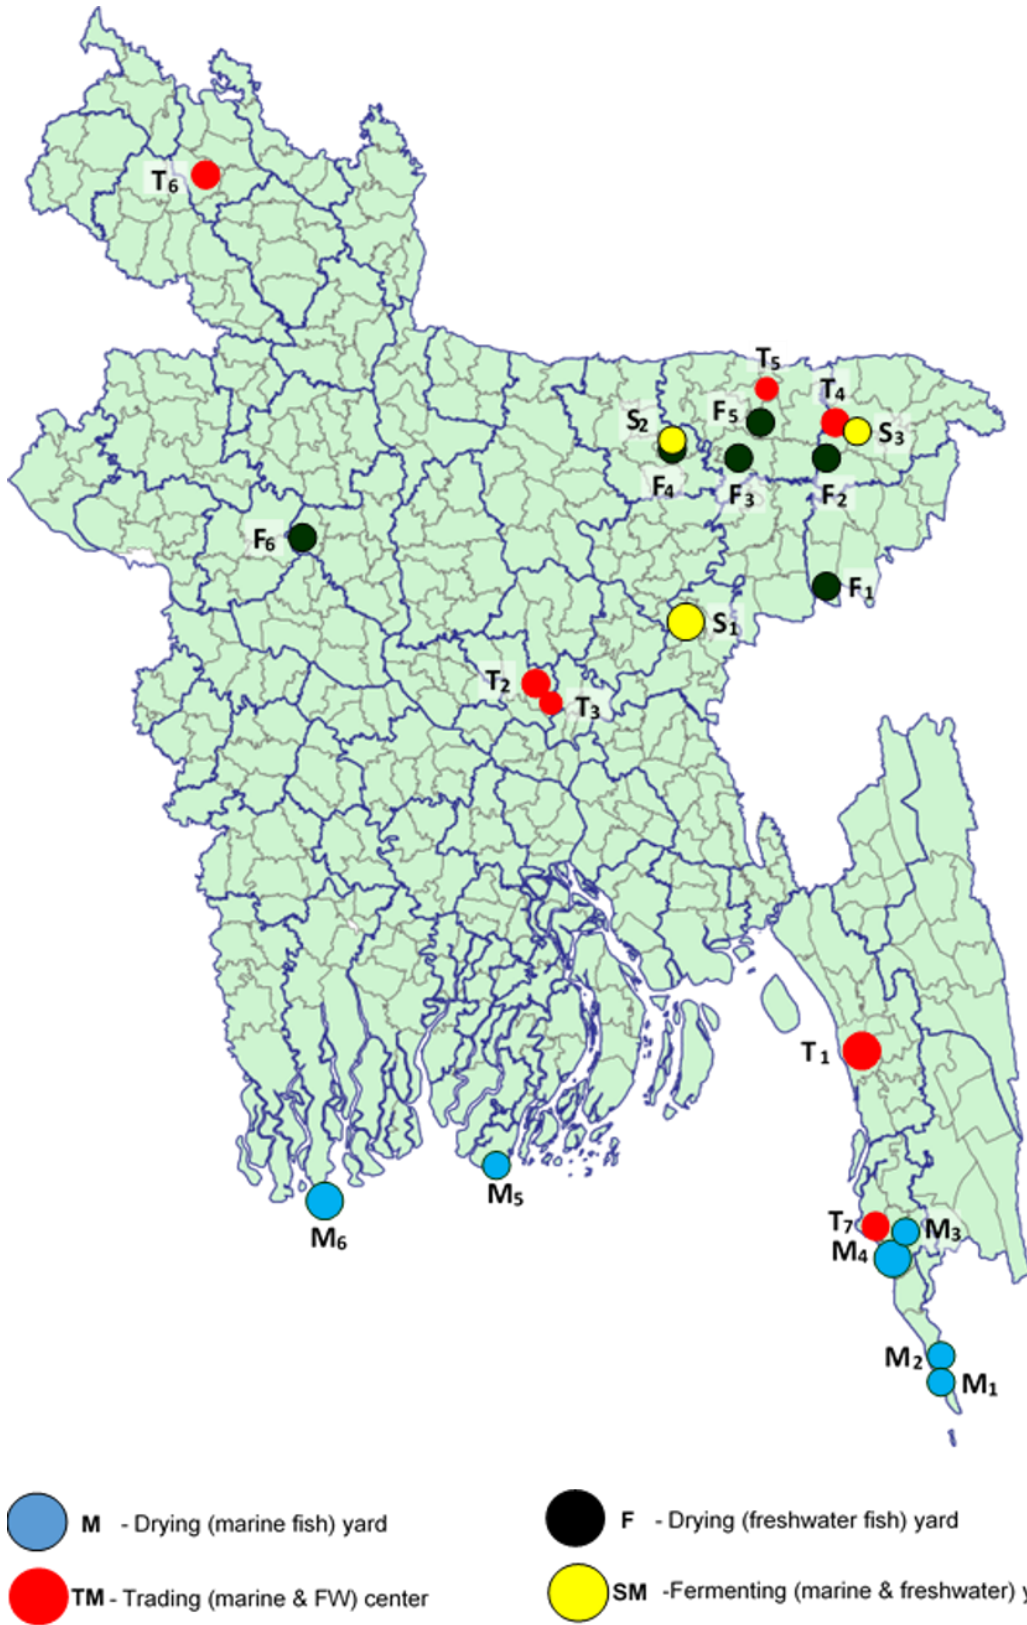 T6
T5
T4
S2
F5
S3
F4
F3
F2
F6
F1
S1
T2
T3
T1
M5
M6
T7
M3
M4
M2
M1
M - Drying (marine fish) yard
F - Drying (freshwater fish) yard
TM - Trading (marine & FW) center
SM -Fermenting (marine & freshwater) y